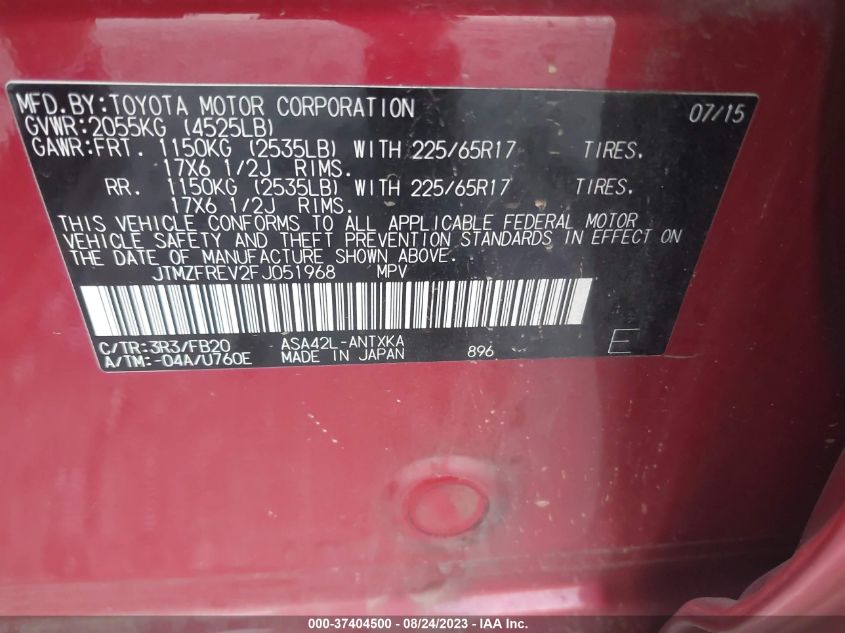 MFD.BY:TOYOTA MOTOR CORPORATION 07/15
GVWR:2055KG (4525LB)
GAWR:FRT. 1150KG (2535LB) WITH 225/65R17 TIRES.
17X6 1/2J RIMS.
RR. 1150KG (2535LB) WITH 225/65R17 TIRES.
17X6 1/2J RIMS.
THIS VEHICLE CONFORMS TO ALL APPLICABLE FEDERAL MOTOR
VEHICLE SAFETY AND THEFT PREVENTION STANDARDS IN EFFECT ON
THE DATE OF MANUFACTURE SHOWN ABOVE.
JTMZFREV2FJ051968 MPV
C/TR:3R3/FB20 ASA42L-ANTXKA
A/TM:-04A/U760E MADE IN JAPAN 896 E
000-37404500 - 08/24/2023 - IAA Inc.